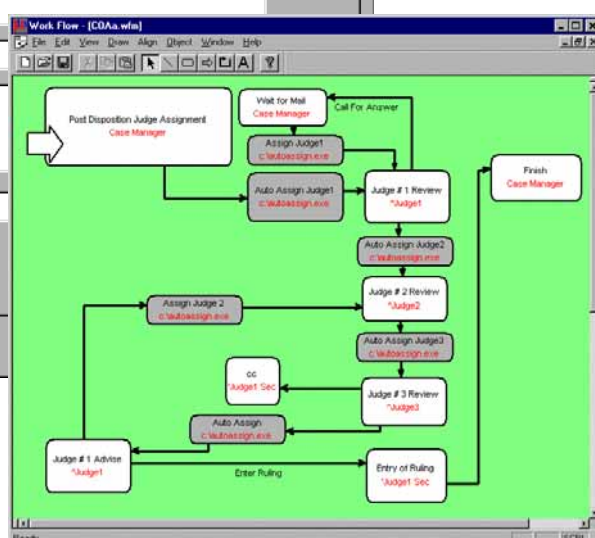 Work Flow - [COAa.wfm]
File Edit View Draw Align Object Window Help
Post Disposition Judge Assignment
Case Manager
Wait for Mail
Case Manager
Call For Answer
Assign Judge1
c:\autoassign.exe
Auto Assign Judge1
c:\autoassign.exe
Judge # 1 Review
*Judge1
Finish
Case Manager
Auto Assign Judge2
c:\autoassign.exe
Judge # 2 Review
*Judge2
Assign Judge 2
c:\autoassign.exe
Auto Assign Judge3
c:\autoassign.exe
cc
*Judge1 Sec
Judge # 3 Review
*Judge3
Auto Assign
c:\autoassign.exe
Judge # 1 Advise
*Judge1
Enter Ruling
Entry of Ruling
*Judge1 Sec